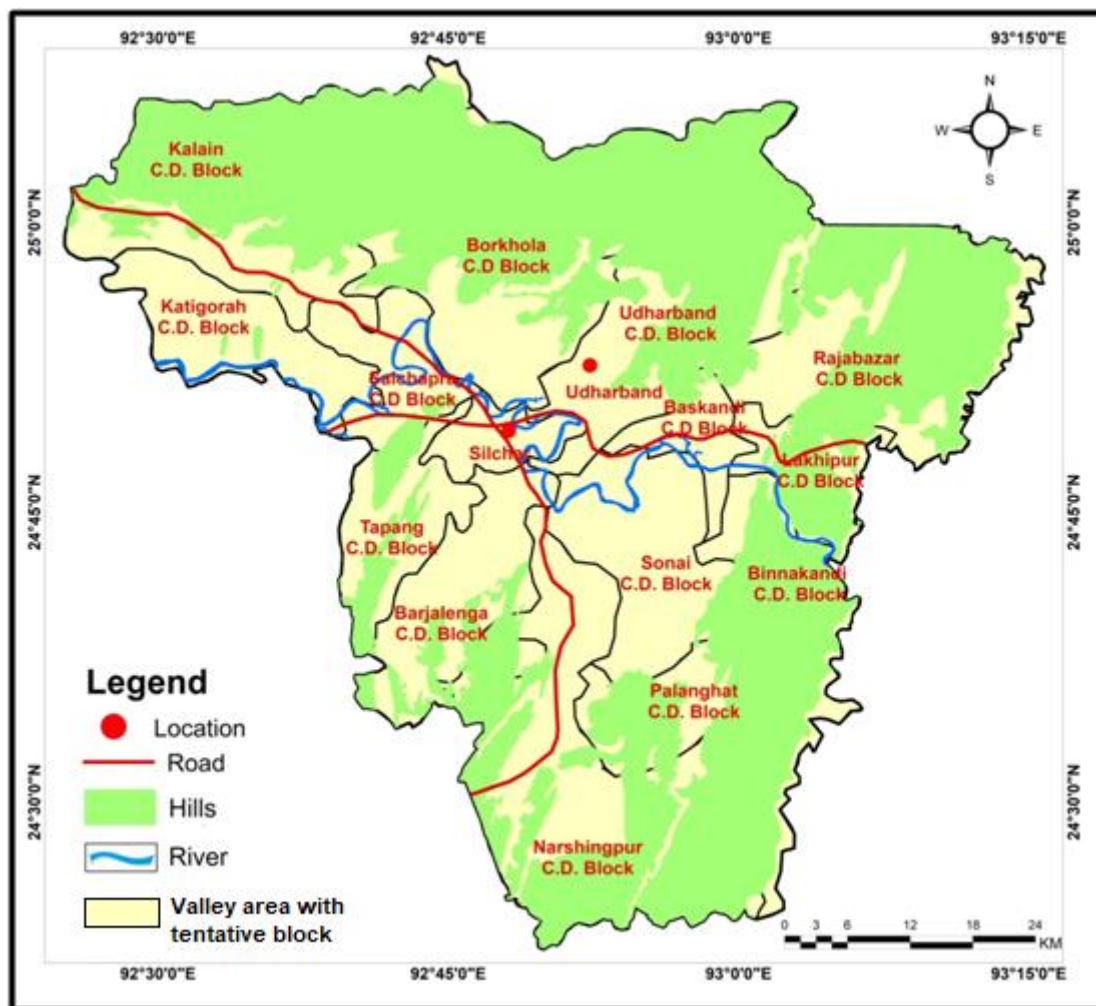 92°30'0"E 92°45'0"E 93°0'0"E 93°15'0"E
N
W E
S
25°0'0"N
25°0'0"N
24°45'0"N
24°45'0"N
24°30'0"N
24°30'0"N
Kalain
C.D. Block
Borkhola
C.D Block
Katigorah
C.D. Block
Udharband
C.D. Block
Rajabazar
C.D Block
Salchapra
C.D Block
Udharband
Baskandi
C.D Block
Silchar
Lakhipur
C.D Block
Tapang
C.D. Block
Sonai
C.D. Block
Binnakandi
C.D. Block
Barjalenga
C.D. Block
Palanghat
C.D. Block
Narshingpur
C.D. Block
Legend
Location
Road
Hills
River
Valley area with
tentative block
0 3 6 12 18 24
KM
92°30'0"E 92°45'0"E 93°0'0"E 93°15'0"E